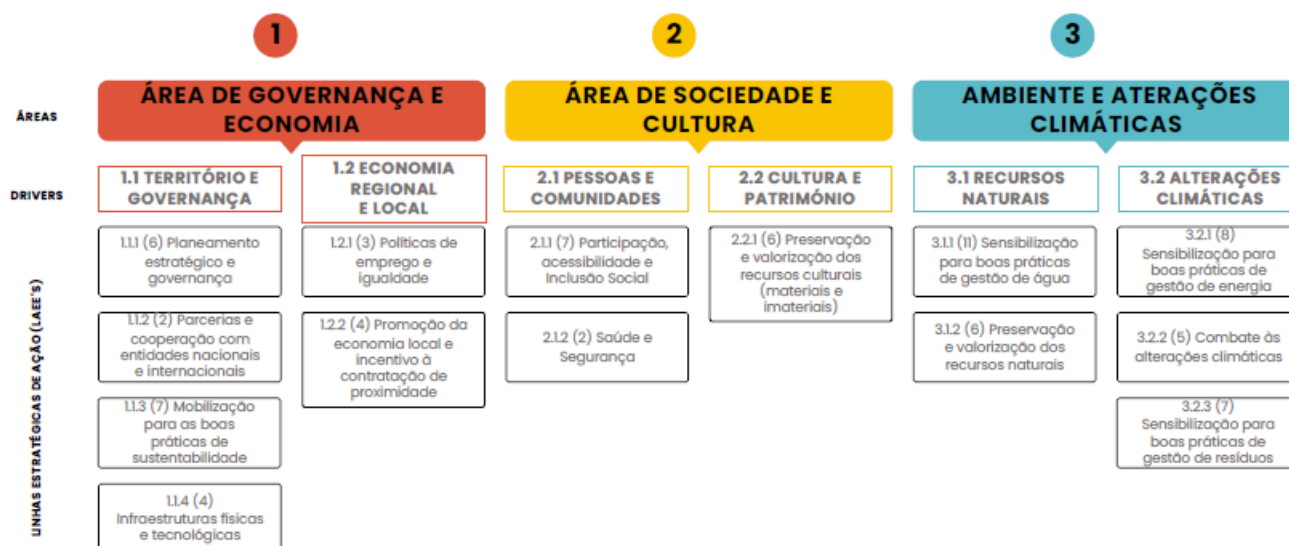 1
2
3
ÁREAS
ÁREA DE GOVERNANÇA E
ECONOMIA
ÁREA DE SOCIEDADE E
CULTURA
AMBIENTE E ATERAÇÕES
CLIMÁTICAS
DRIVERS
1.1 TERRITÓRIO E
GOVERNANÇA
1.2 ECONOMIA
REGIONAL
E LOCAL
2.1 PESSOAS E
COMUNIDADES
2.2 CULTURA E
PATRIMÓNIO
3.1 RECURSOS
NATURAIS
3.2 ALTERAÇÕES
CLIMÁTICAS
LINHAS ESTRATÉGICAS DE AÇÃO (LAEE'S)
1.1.1 (6) Planeamento
estratégico e
governança
1.1.2 (2) Parcerias e
cooperação com
entidades nacionais
e internacionais
1.1.3 (7) Mobilização
para as boas
práticas de
sustentabilidade
1.1.4 (4)
Infraestruturas físicas
e tecnológicas
1.2.1 (3) Políticas de
emprego e
igualdade
1.2.2 (4) Promoção da
economia local e
incentivo à
contratação de
proximidade
2.1.1 (7) Participação,
acessibilidade e
Inclusão Social
2.1.2 (2) Saúde e
Segurança
2.2.1 (6) Preservação
e valorização dos
recursos culturais
(materiais e
imateriais)
3.1.1 (11) Sensibilização
para boas práticas
de gestão de água
3.1.2 (6) Preservação
e valorização dos
recursos naturais
3.2.1 (8)
Sensibilização para
boas práticas de
gestão de energia
3.2.2 (5) Combate às
alterações climáticas
3.2.3 (7)
Sensibilização para
boas práticas de
gestão de resíduos